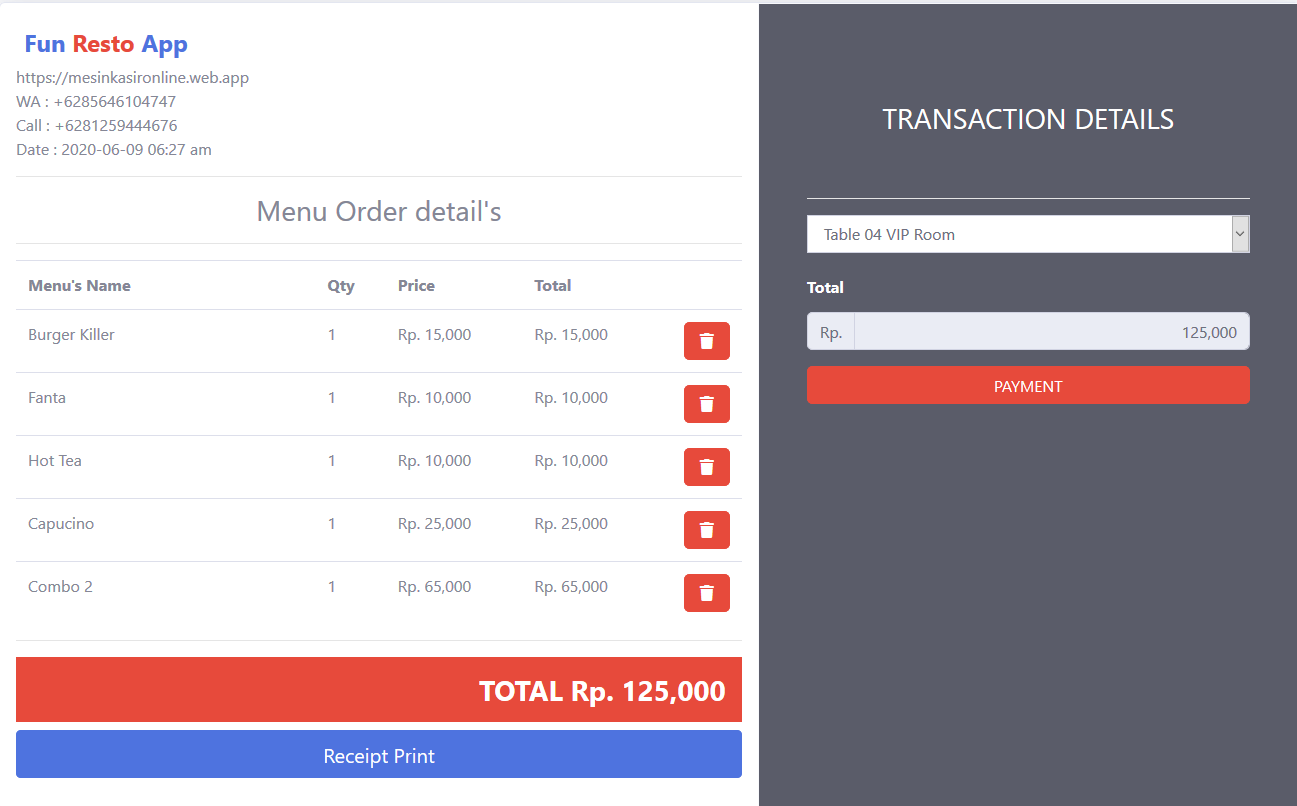 Fun Resto App
https://mesinkasironline.web.app
WA : +6285646104747
Call : +6281259444676
Date : 2020-06-09 06:27 am
Menu Order detail's
Menu's Name Qty Price Total
Burger Killer 1 Rp. 15,000 Rp. 15,000
Fanta 1 Rp. 10,000 Rp. 10,000
Hot Tea 1 Rp. 10,000 Rp. 10,000
Capucino 1 Rp. 25,000 Rp. 25,000
Combo 2 1 Rp. 65,000 Rp. 65,000
TOTAL Rp. 125,000
Receipt Print
TRANSACTION DETAILS
Table 04 VIP Room
Total
Rp. 125,000
PAYMENT